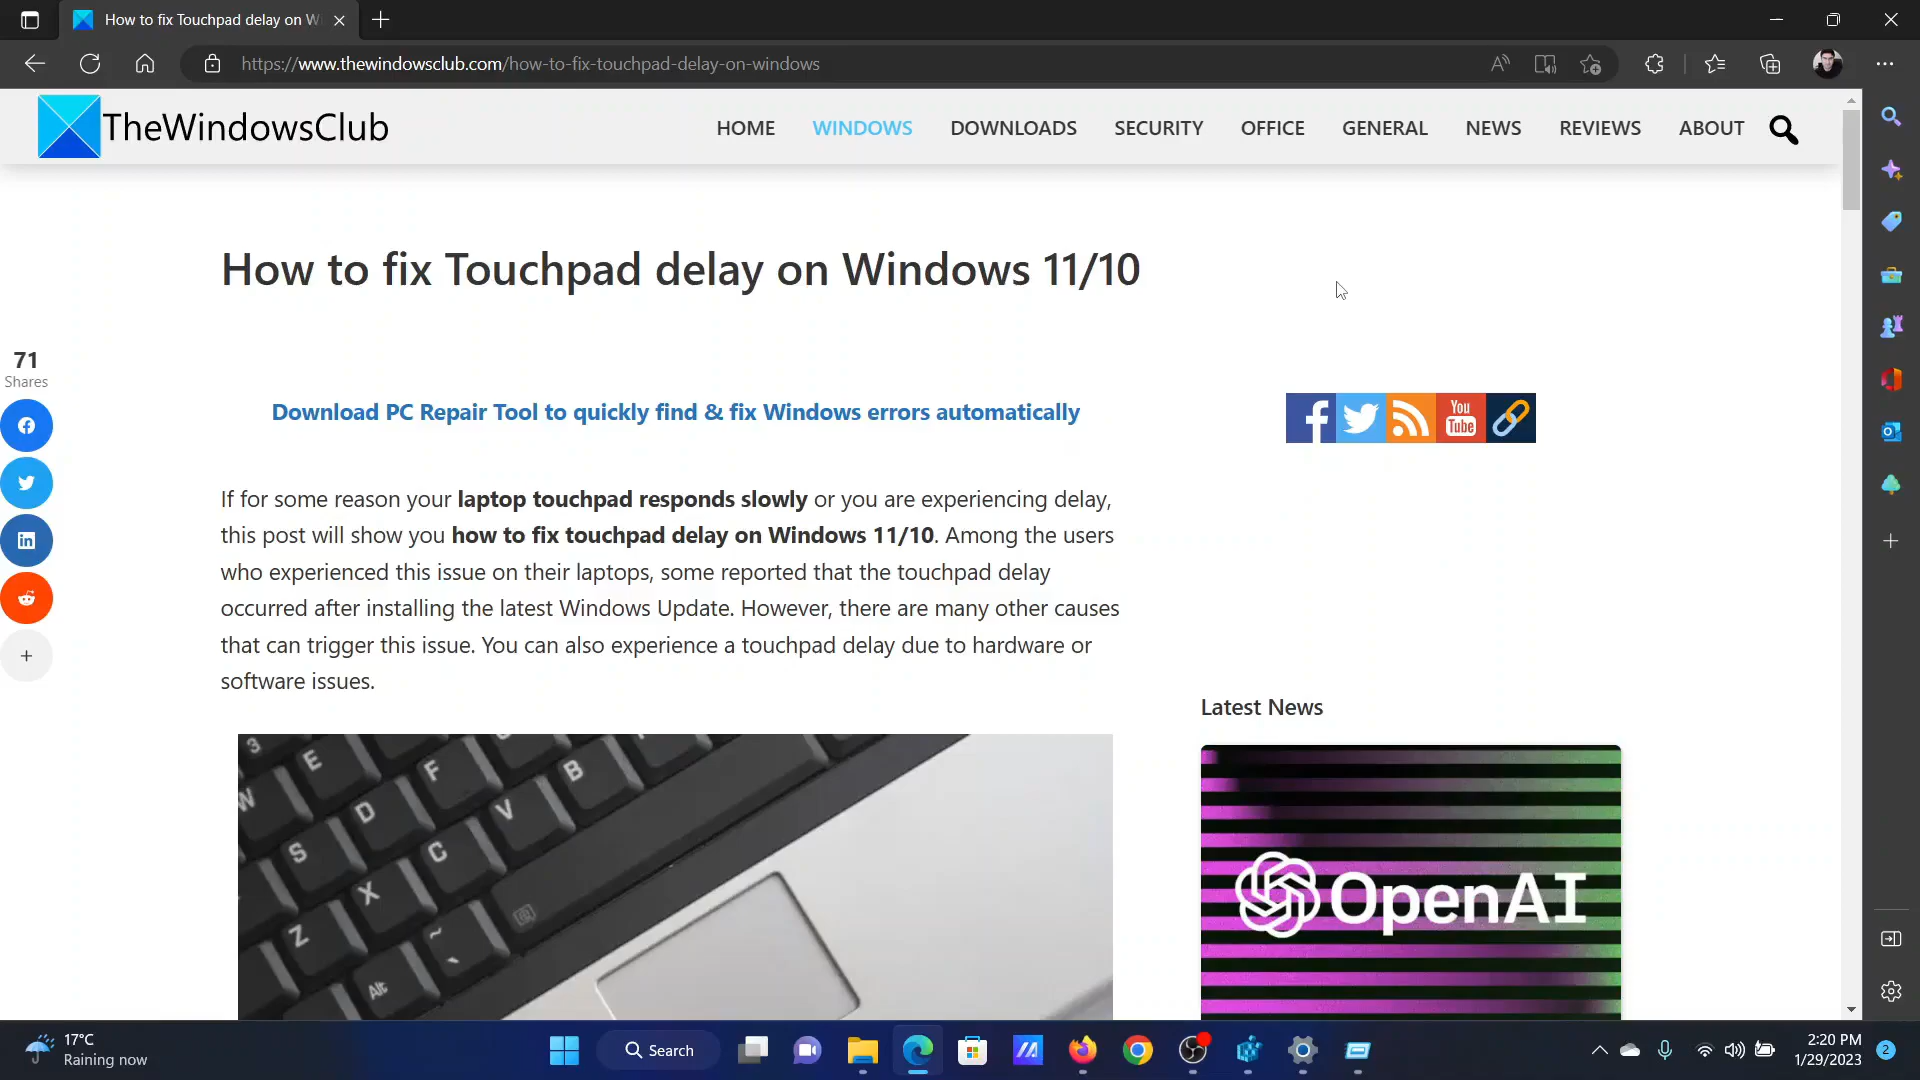 How to fix Touchpad delay on W
https://www.thewindowsclub.com/how-to-fix-touchpad-delay-on-windows
TheWindowsClub
HOME
WINDOWS
DOWNLOADS
SECURITY
OFFICE
GENERAL
NEWS
REVIEWS
ABOUT
How to fix Touchpad delay on Windows 11/10
71
Shares
Download PC Repair Tool to quickly find & fix Windows errors automatically
You
Tube
If for some reason your laptop touchpad responds slowly or you are experiencing delay,
this post will show you how to fix touchpad delay on Windows 11/10. Among the users
who experienced this issue on their laptops, some reported that the touchpad delay
occurred after installing the latest Windows Update. However, there are many other causes
that can trigger this issue. You can also experience a touchpad delay due to hardware or
software issues.
Latest News
3
E
F
B
W
D
V
S
C
X
Z
~
`
Alt
OpenAI
17°C
Raining now
Search
2:20 PM
1/29/2023
2